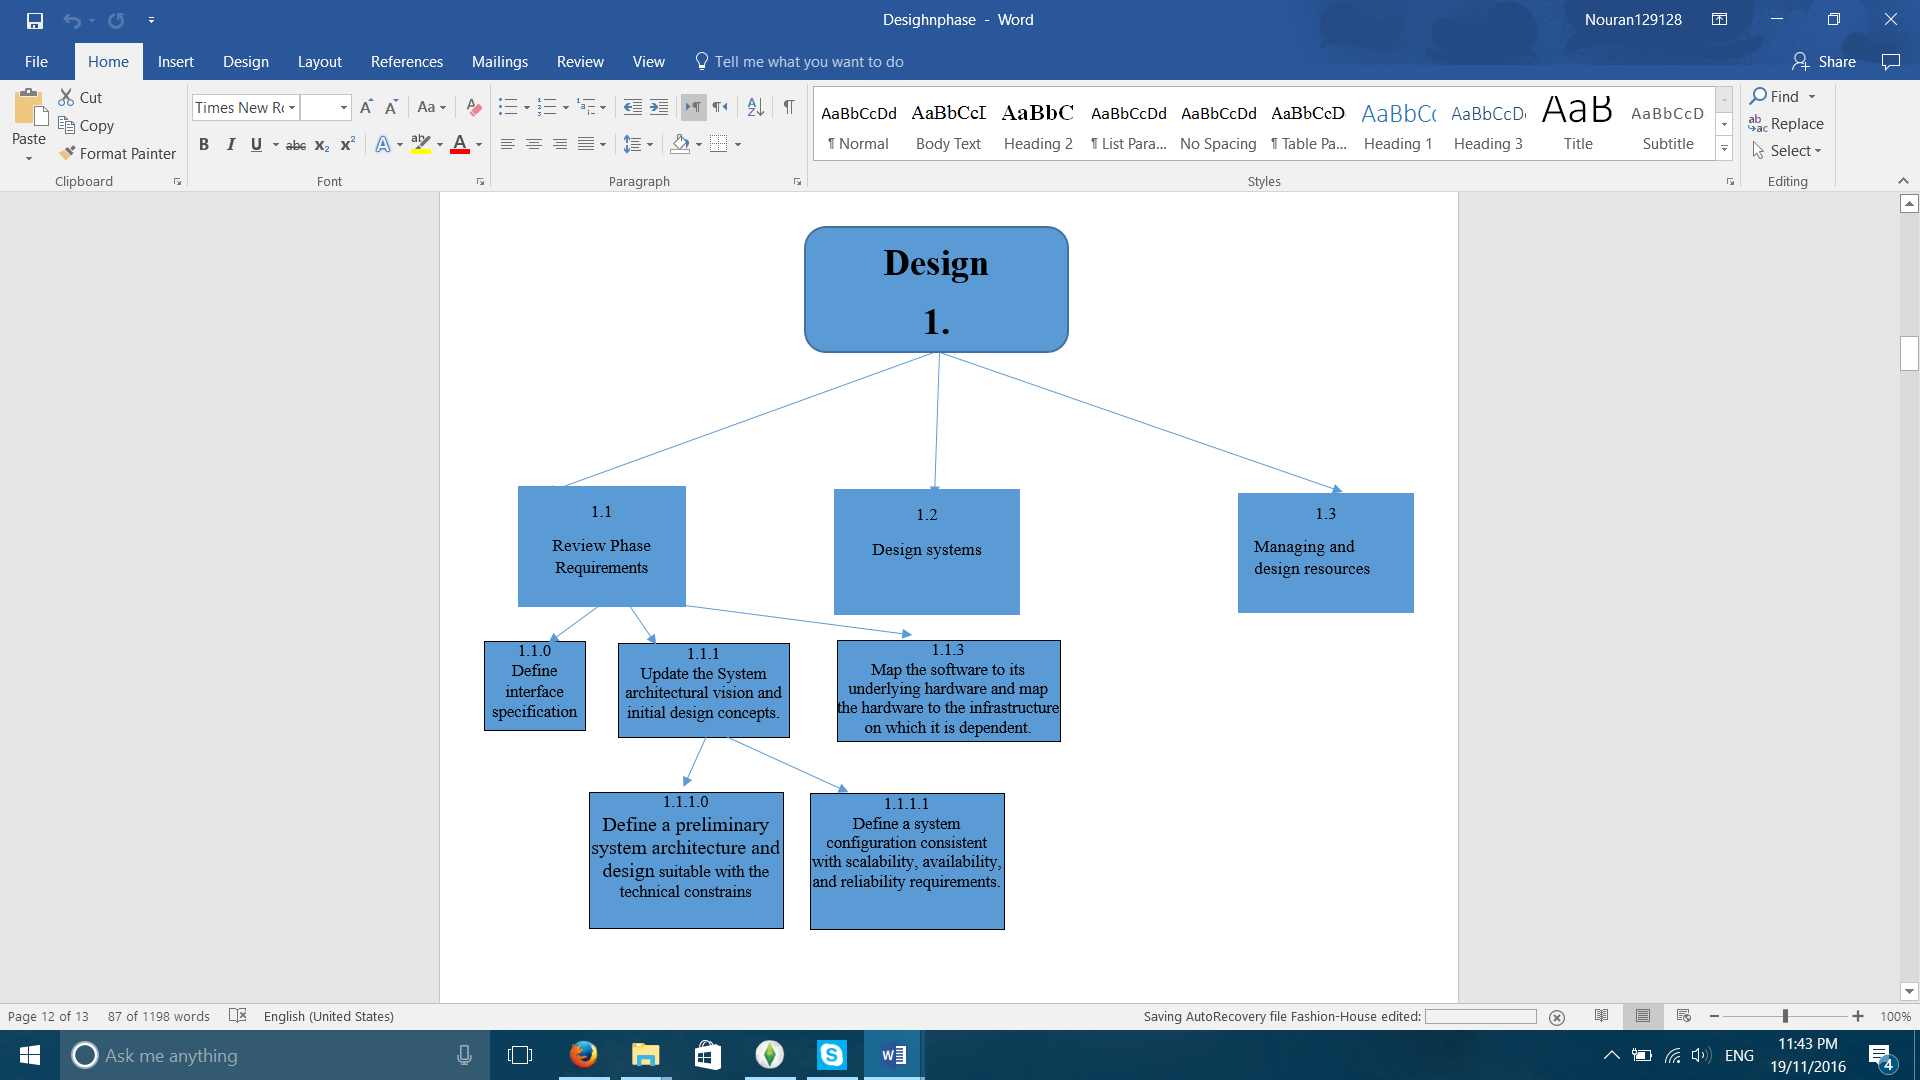 Desighnphase - Word
Nouran129128
File Home Insert Design Layout References Mailings Review View Tell me what you want to do
Share
Paste
Cut
Copy
Format Painter
Clipboard
Times New Ro
Aa
B I U abc X₂ X²
A
Font
Paragraph
AaBbCcDd AaBbCcI AaBbC AaBbCcDd AaBbCcDd AaBbCcD AaBbCc AaBbCcD AaB AaBbCcD
¶ Normal Body Text Heading 2 ¶ List Para... No Spacing ¶ Table Pa... Heading 1 Heading 3 Title Subtitle
Styles
Find
Replace
Select
Editing
Design
1.
1.1
Review Phase
Requirements
1.2
Design systems
1.3
Managing and
design resources
1.1.0
Define
interface
specification
1.1.1
Update the System
architectural vision and
initial design concepts.
1.1.3
Map the software to its
underlying hardware and map
the hardware to the infrastructure
on which it is dependent.
1.1.1.0
Define a preliminary
system architecture and
design suitable with the
technical constrains
1.1.1.1
Define a system
configuration consistent
with scalability, availability,
and reliability requirements.
Page 12 of 13 87 of 1198 words English (United States)
Saving AutoRecovery file Fashion-House edited:
100%
Ask me anything
ENG
11:43 PM
19/11/2016
4